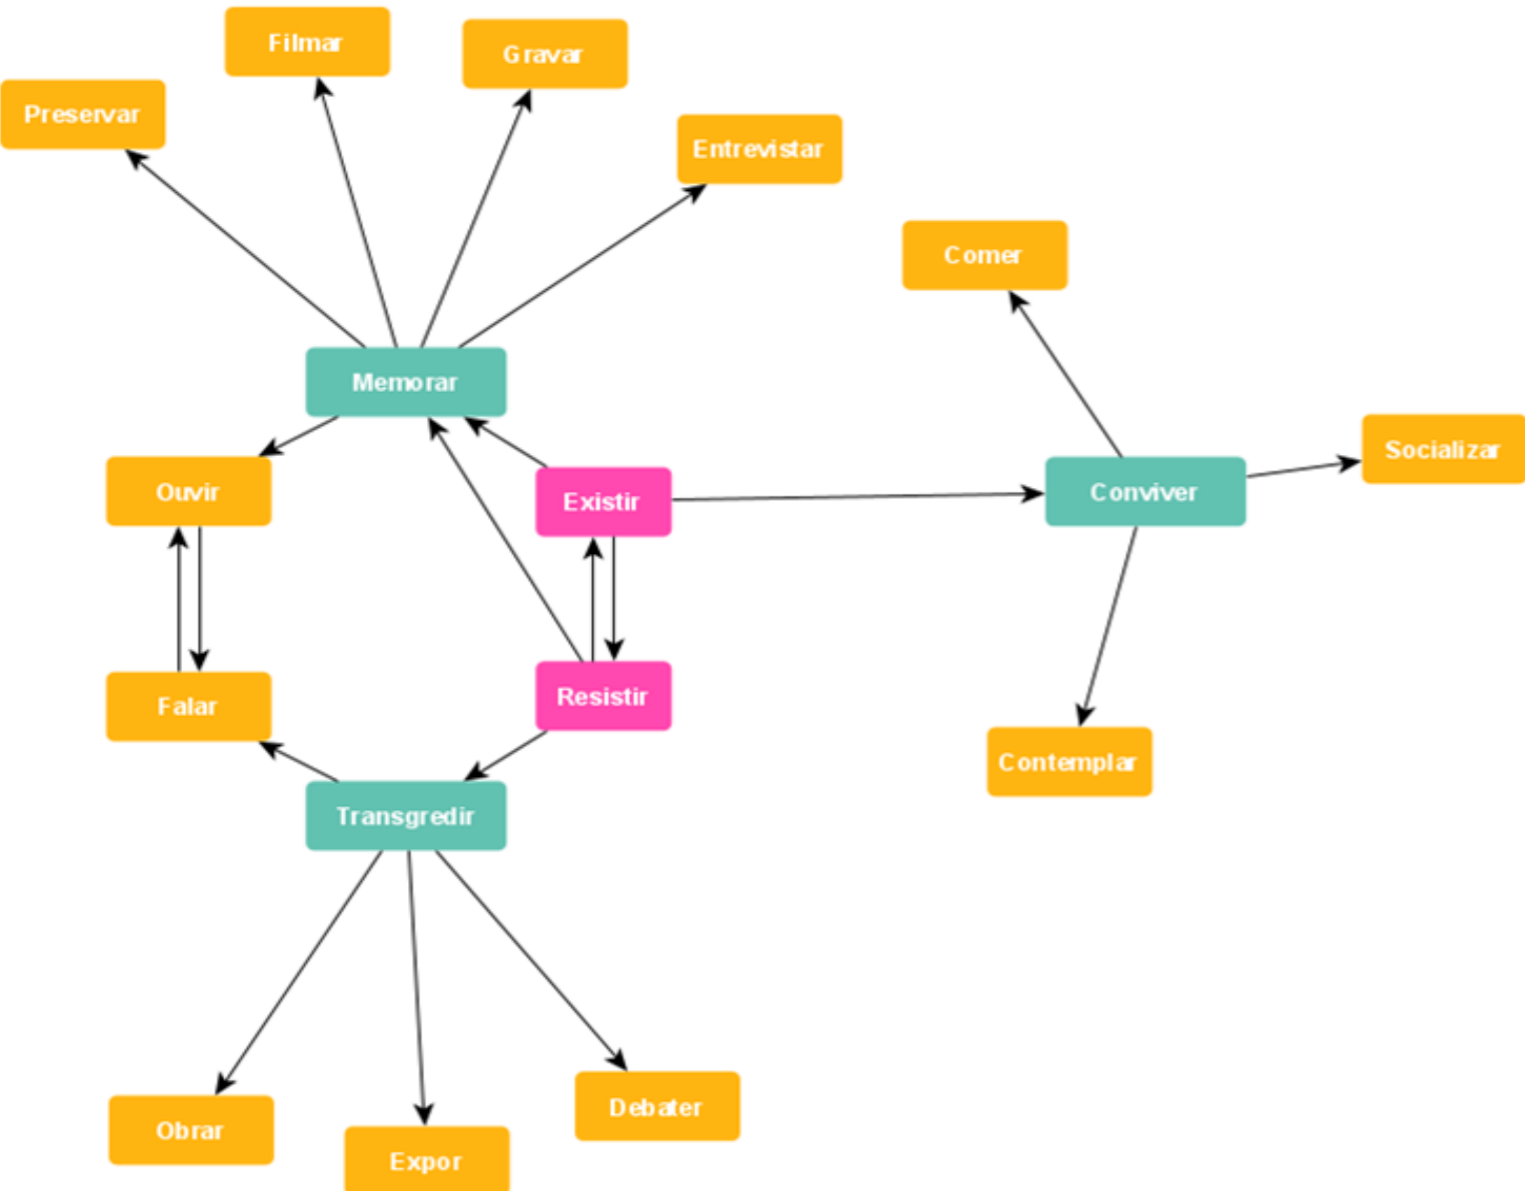 Filmar
Gravar
Preservar
Entrevistar
Comer
Memorar
Socializar
Ouvir
Existir
Conviver
Falar
Resistir
Contemplar
Transgredir
Obrar
Expor
Debater